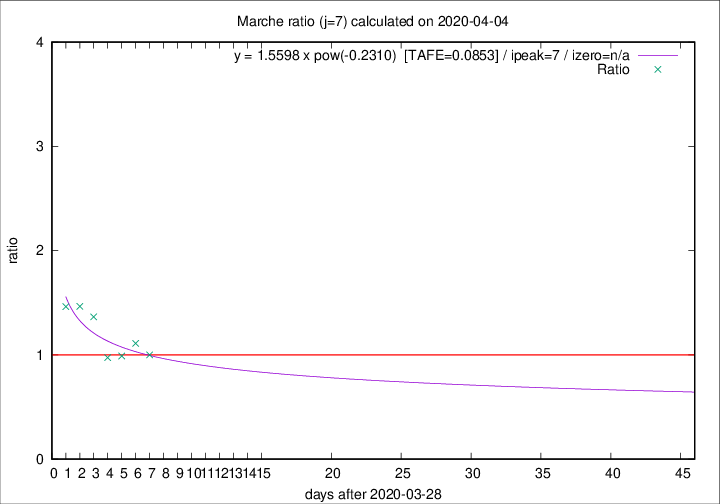 Marche ratio (j=7) calculated on 2020-04-04
y = 1.5598 x pow(-0.2310)  [TAFE=0.0853] / ipeak=7 / izero=n/a
Ratio
4
3
2
1
0
ratio
0 1 2 3 4 5 6 7 8 9 10 11 12 13 14 15 20 25 30 35 40 45
days after 2020-03-28